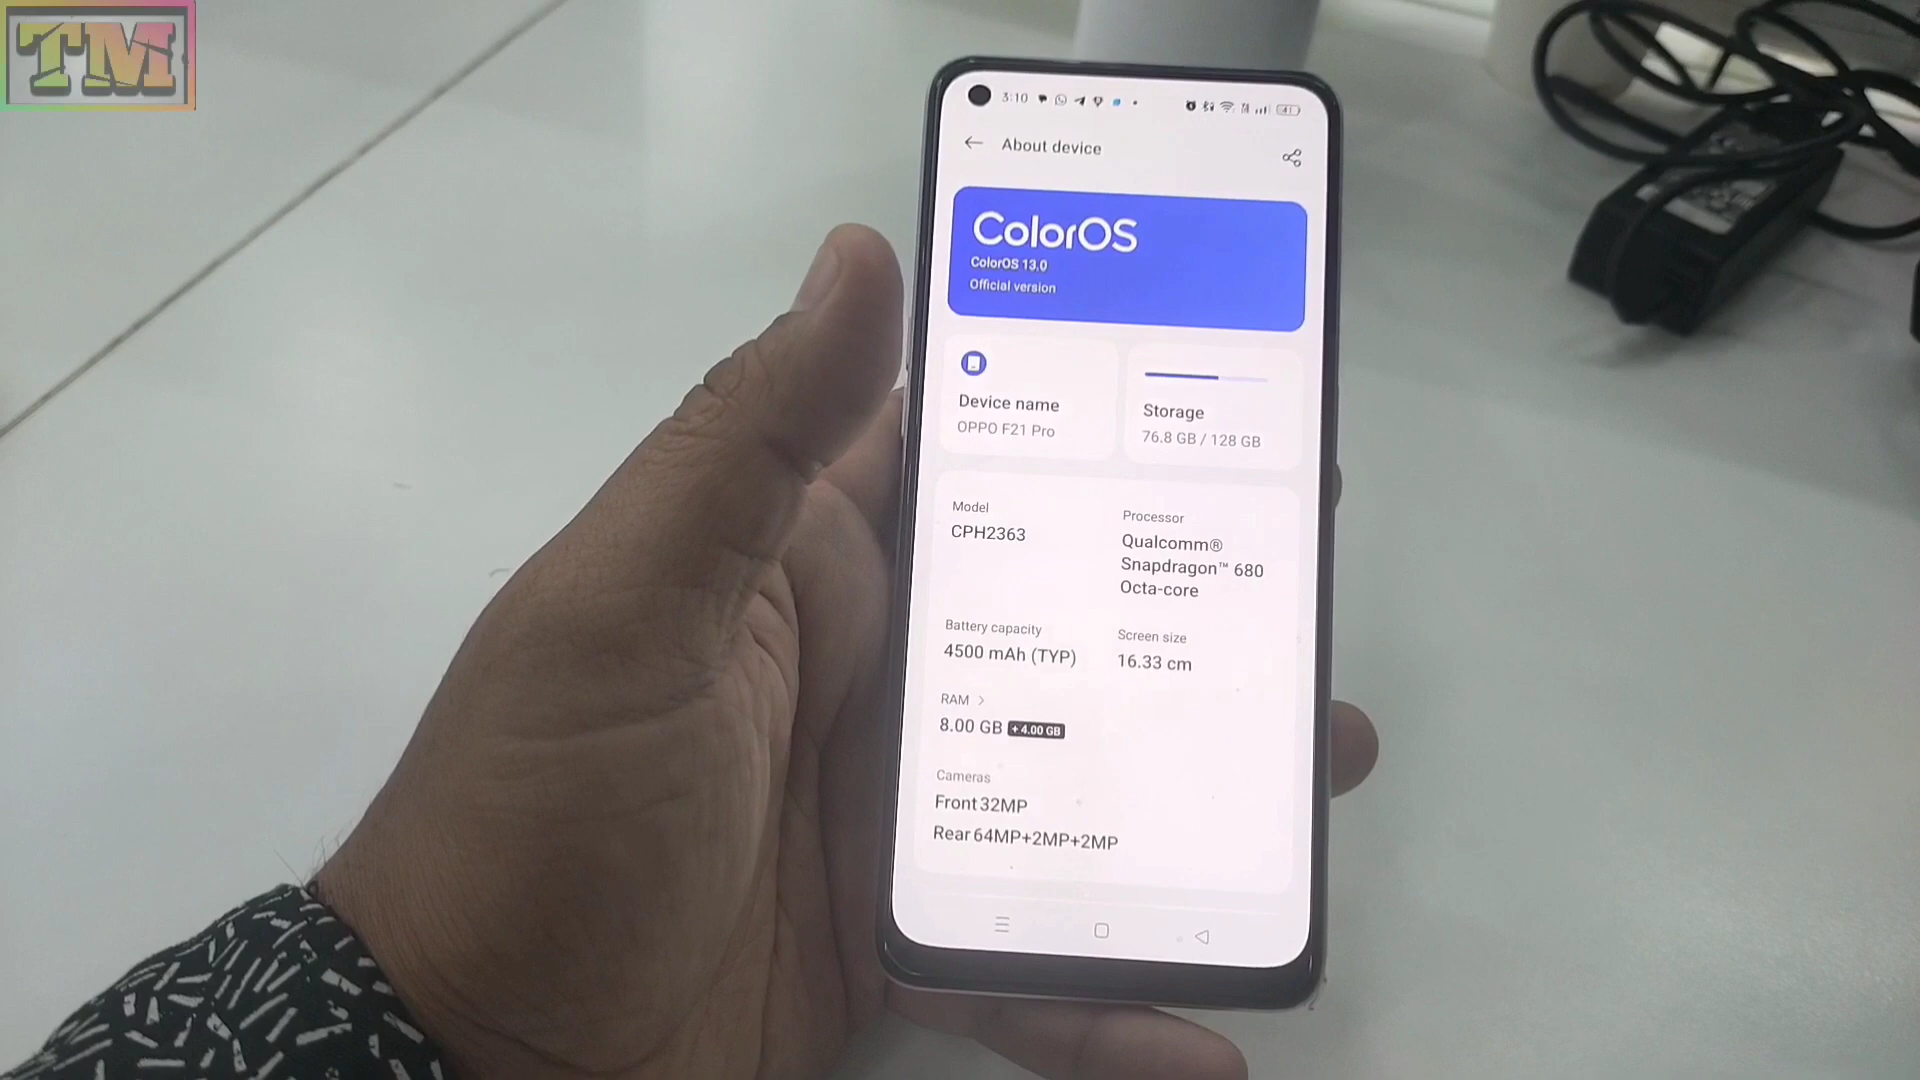 TM
3:10
41
About device
ColorOS
ColorOS 13.0
Official version
Device name
OPPO F21 Pro
Storage
76.8 GB / 128 GB
Model
CPH2363
Processor
Qualcomm®
Snapdragon™ 680
Octa-core
Battery capacity
4500 mAh (TYP)
Screen size
16.33 cm
RAM >
8.00 GB +4.00 GB
Cameras
Front 32MP
Rear 64MP+2MP+2MP